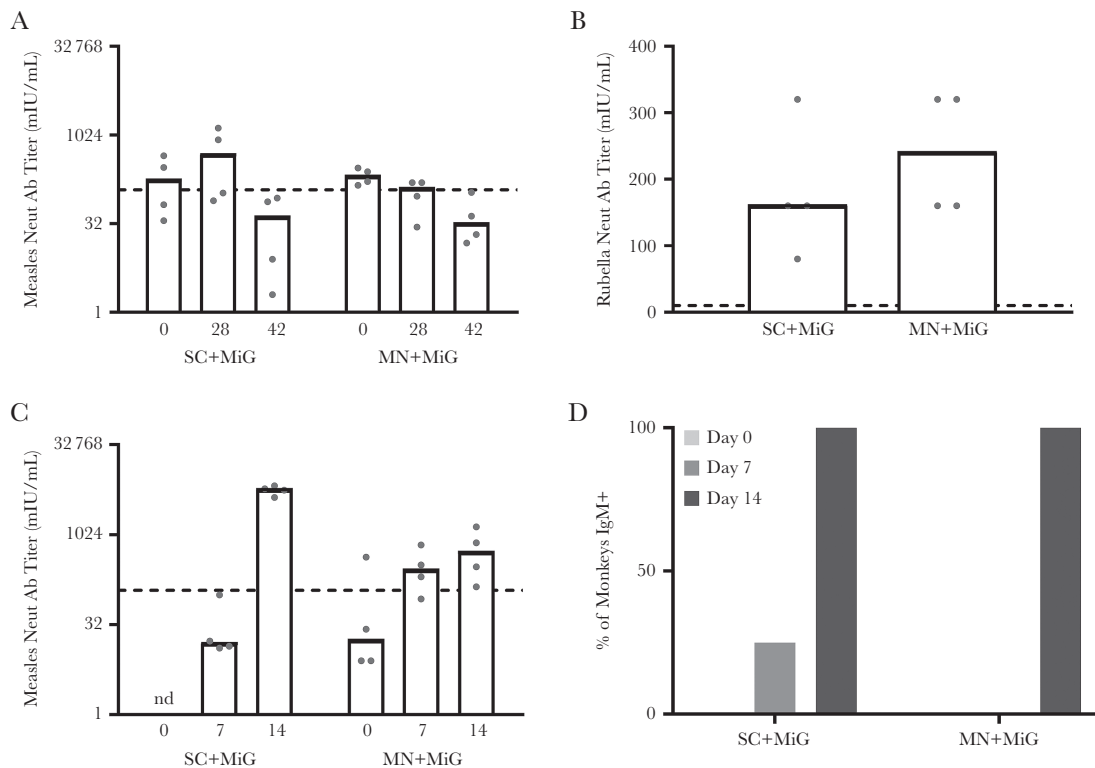 A
Measles Neut Ab Titer (mIU/mL)
32 768
1024
32
1
0 28 42 0 28 42
SC+MiG MN+MiG
B
Rubella Neut Ab Titer (mIU/mL)
400
300
200
100
0
SC+MiG MN+MiG
C
Measles Neut Ab Titer (mIU/mL)
32 768
1024
32
1
nd
0 7 14 0 7 14
SC+MiG MN+MiG
D
% of Monkeys IgM+
100
50
0
Day 0
Day 7
Day 14
SC+MiG MN+MiG